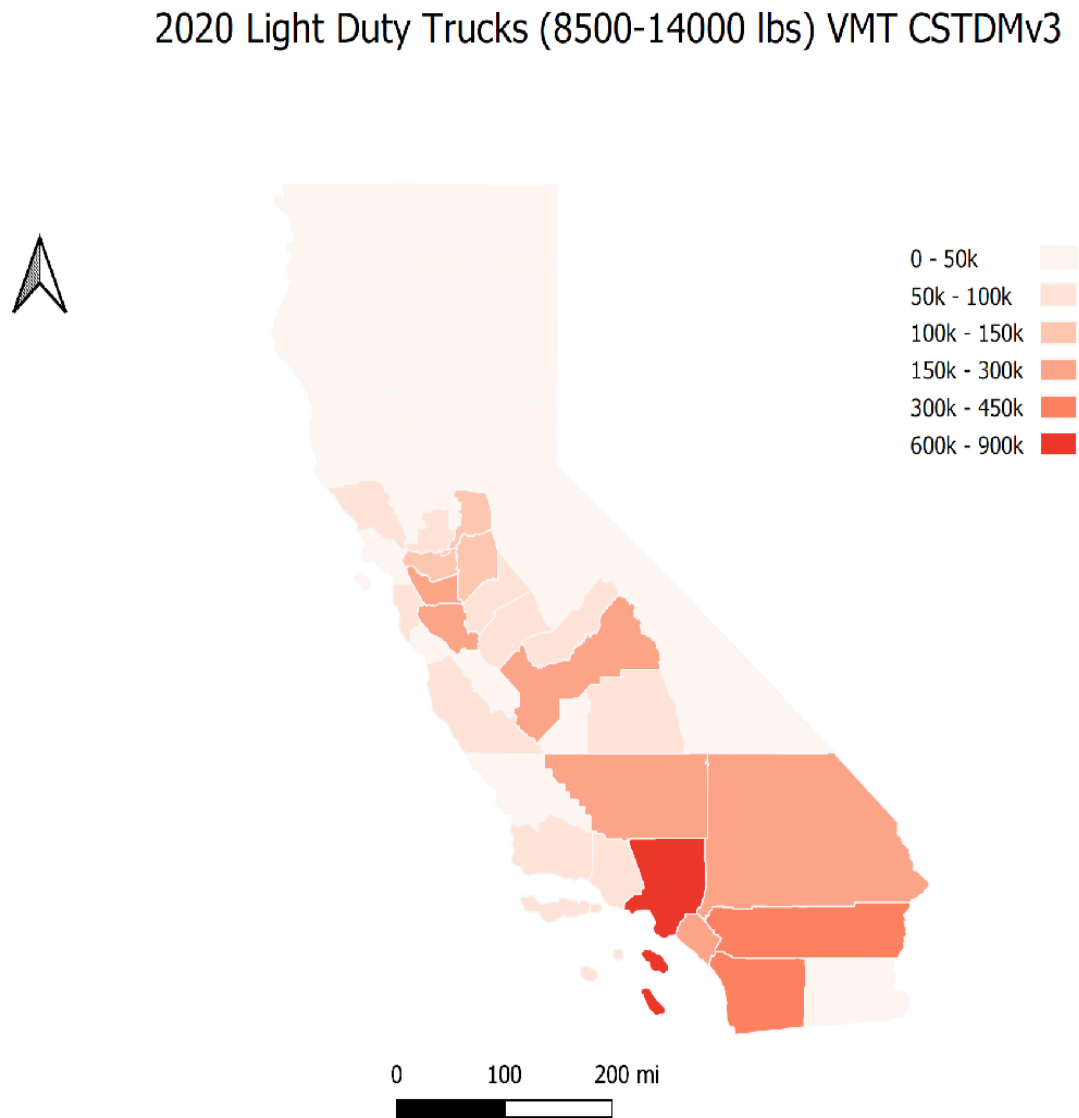 2020 Light Duty Trucks (8500-14000 lbs) VMT CSTDMv3
0 - 50k
50k - 100k
100k - 150k
150k - 300k
300k - 450k
600k - 900k
0 100 200 mi